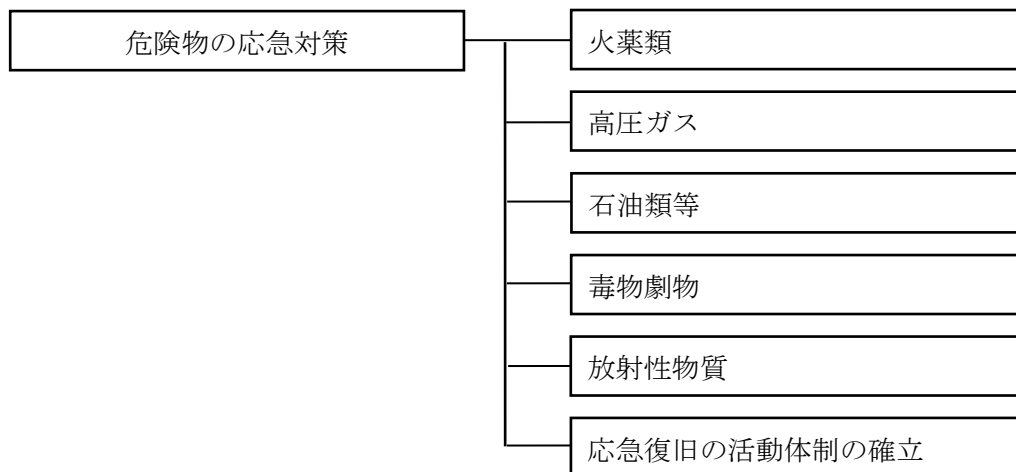 危険物の応急対策
火薬類
高圧ガス
石油類等
毒物劇物
放射性物質
応急復旧の活動体制の確立